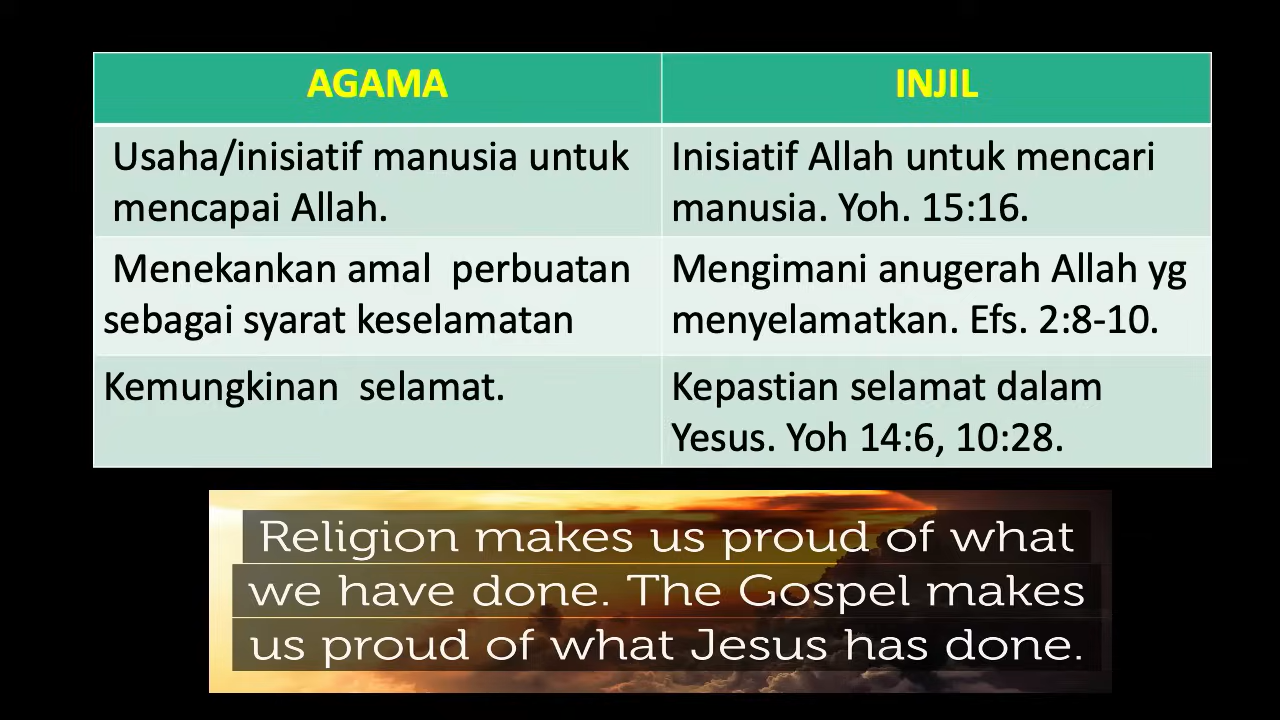 AGAMA
INJIL
Usaha/inisiatif manusia untuk
mencapai Allah.
Inisiatif Allah untuk mencari
manusia. Yoh. 15:16.
Menekankan amal perbuatan
sebagai syarat keselamatan
Mengimani anugerah Allah yg
menyelamatkan. Efs. 2:8-10.
Kemungkinan selamat.
Kepastian selamat dalam
Yesus. Yoh 14:6, 10:28.
Religion makes us proud of what
we have done. The Gospel makes
us proud of what Jesus has done.